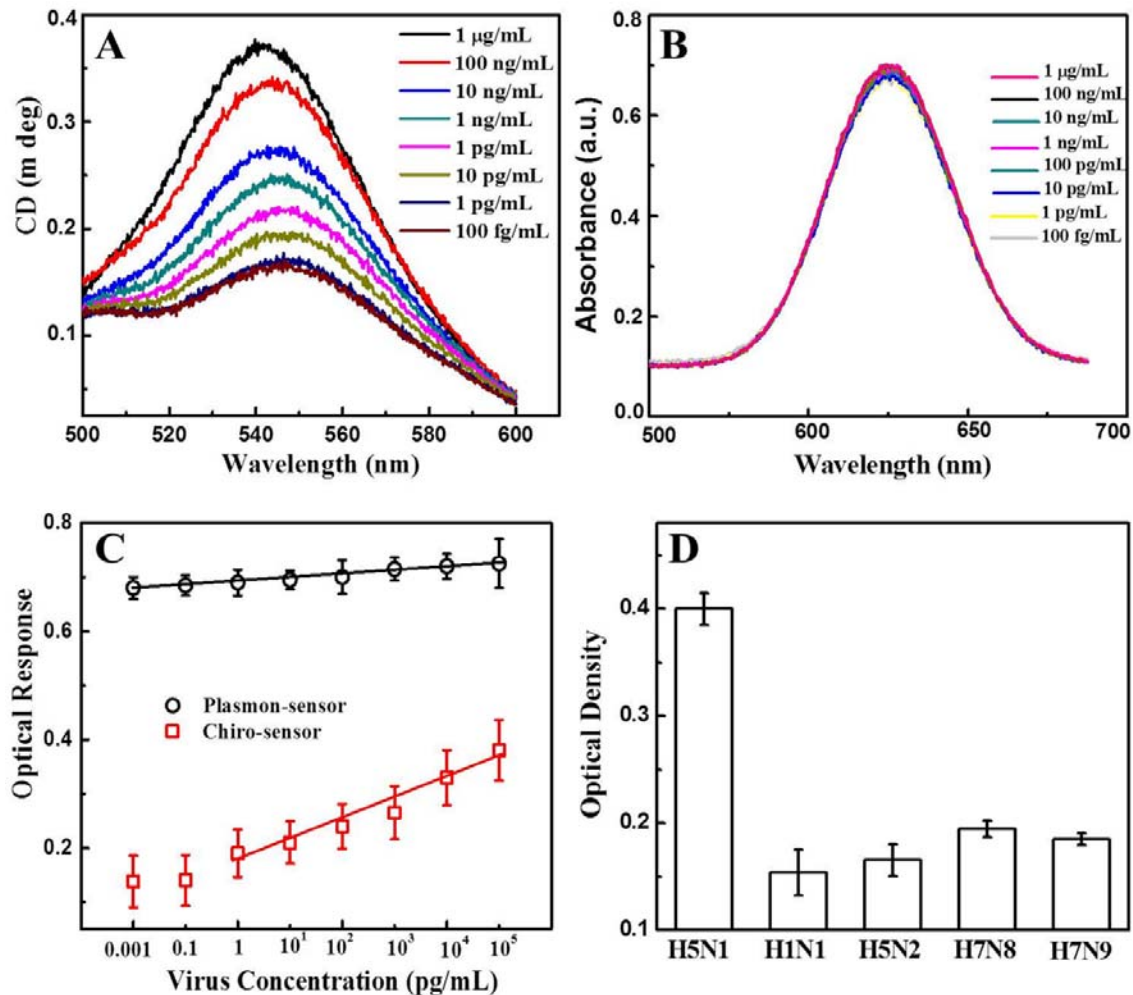 A
0.4
0.3
0.2
0.1
CD (m deg)
1 μg/mL
100 ng/mL
10 ng/mL
1 ng/mL
1 pg/mL
10 pg/mL
1 pg/mL
100 fg/mL
500 520 540 560 580 600
Wavelength (nm)
B
0.8
0.6
0.4
0.2
0.0
Absorbance (a.u.)
1 μg/mL
100 ng/mL
10 ng/mL
1 ng/mL
100 pg/mL
10 pg/mL
1 pg/mL
100 fg/mL
500 600 650 700
Wavelength (nm)
C
0.8
0.6
0.4
0.2
Optical Response
Plasmon-sensor
Chiro-sensor
0.001 0.1 1 10¹ 10² 10³ 10⁴ 10⁵
Virus Concentration (pg/mL)
D
0.4
0.3
0.2
0.1
Optical Density
H5N1 H1N1 H5N2 H7N8 H7N9